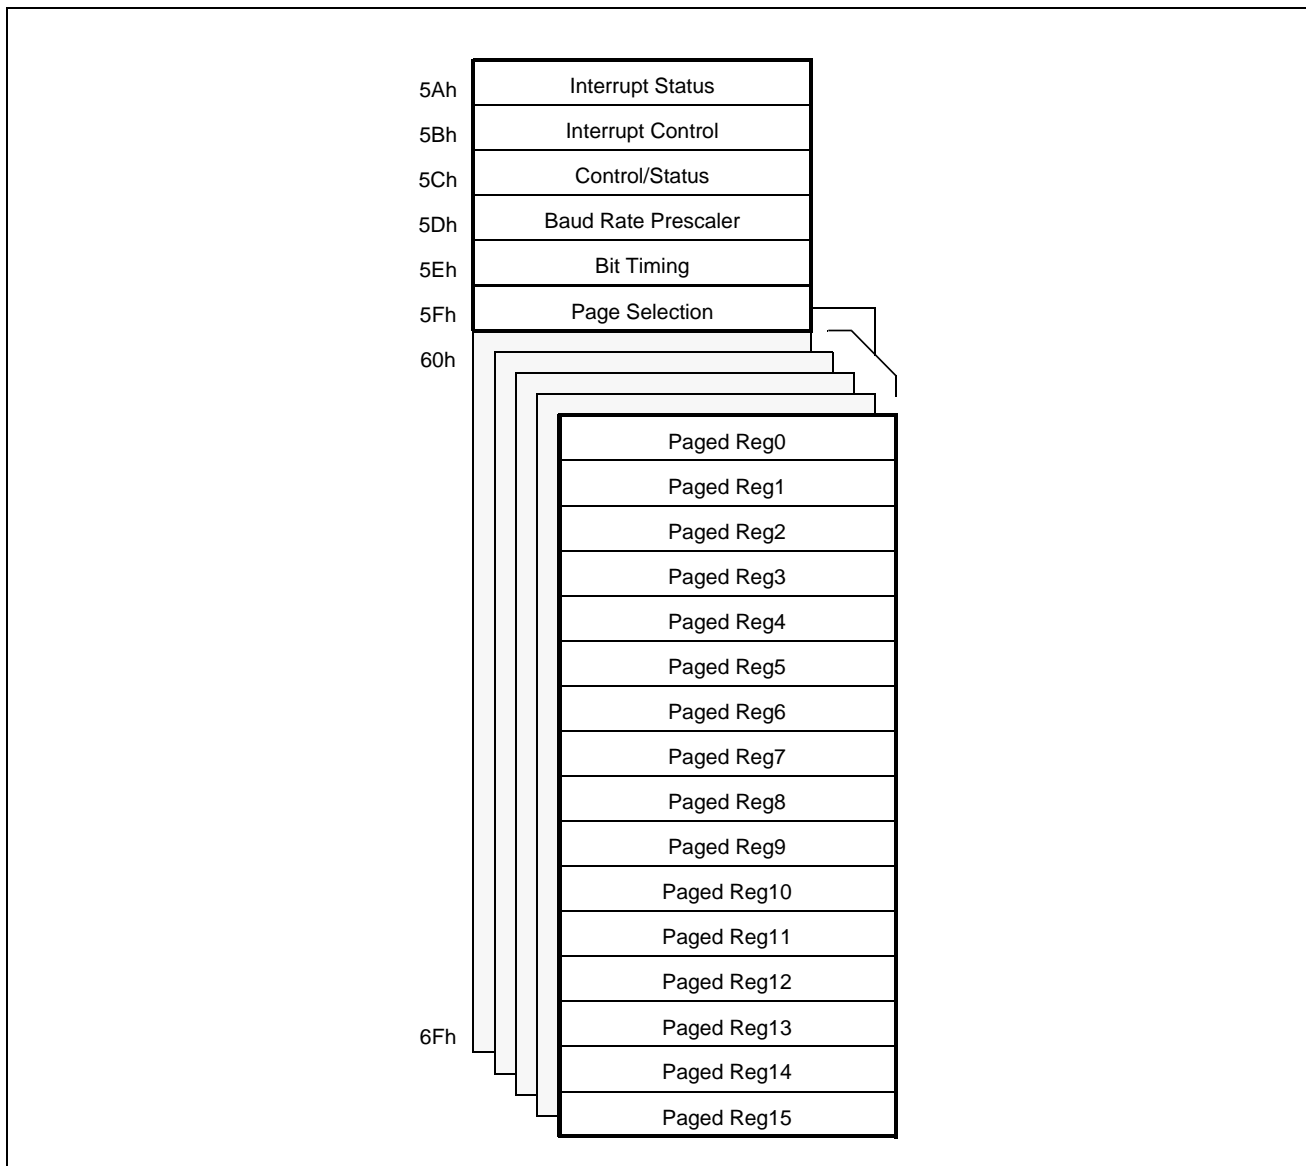 5Ah Interrupt Status
5Bh Interrupt Control
5Ch Control/Status
5Dh Baud Rate Prescaler
5Eh Bit Timing
5Fh Page Selection
60h
Paged Reg0
Paged Reg1
Paged Reg2
Paged Reg3
Paged Reg4
Paged Reg5
Paged Reg6
Paged Reg7
Paged Reg8
Paged Reg9
Paged Reg10
Paged Reg11
Paged Reg12
6Fh Paged Reg13
Paged Reg14
Paged Reg15